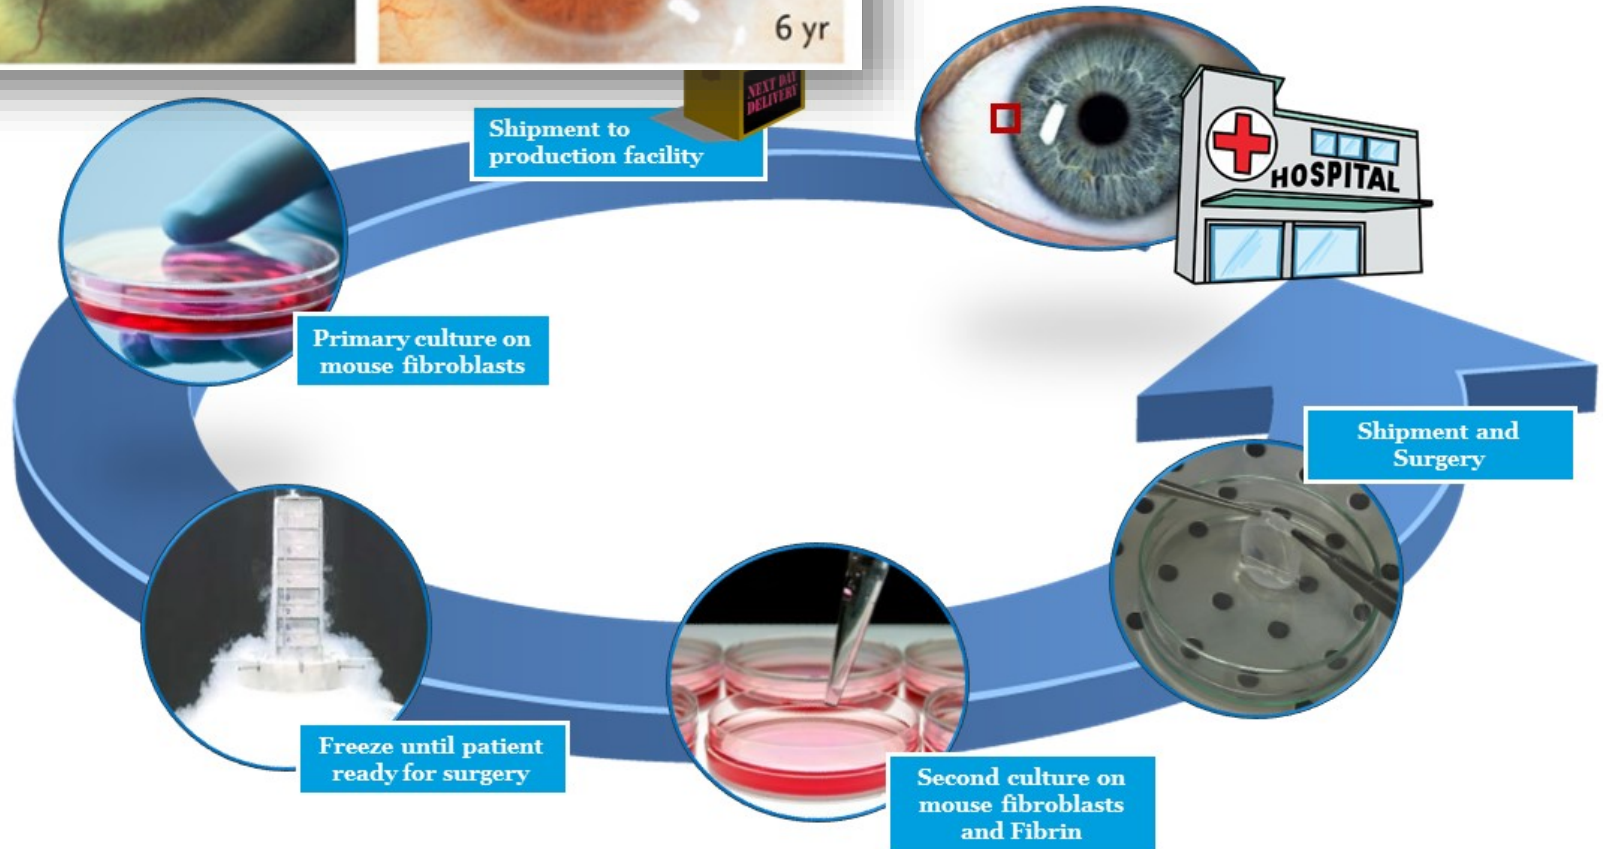 6 yr
NEXT DAY
DELIVERY
Shipment to
production facility
HOSPITAL
Primary culture on
mouse fibroblasts
Shipment and
Surgery
Freeze until patient
ready for surgery
Second culture on
mouse fibroblasts
and Fibrin